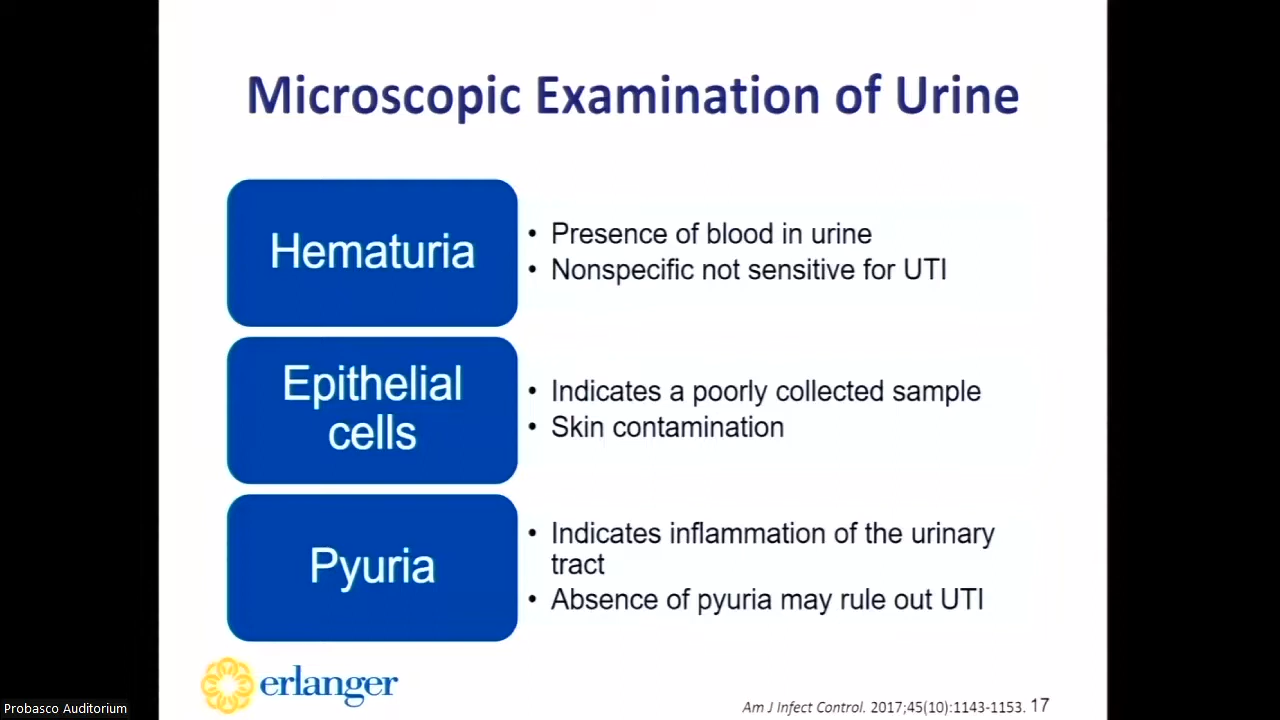 Microscopic Examination of Urine
Hematuria
• Presence of blood in urine
• Nonspecific not sensitive for UTI
Epithelial
cells
• Indicates a poorly collected sample
• Skin contamination
Pyuria
• Indicates inflammation of the urinary
tract
• Absence of pyuria may rule out UTI
erlanger
Am J Infect Control. 2017;45(10):1143-1153. 17
Probasco Auditorium